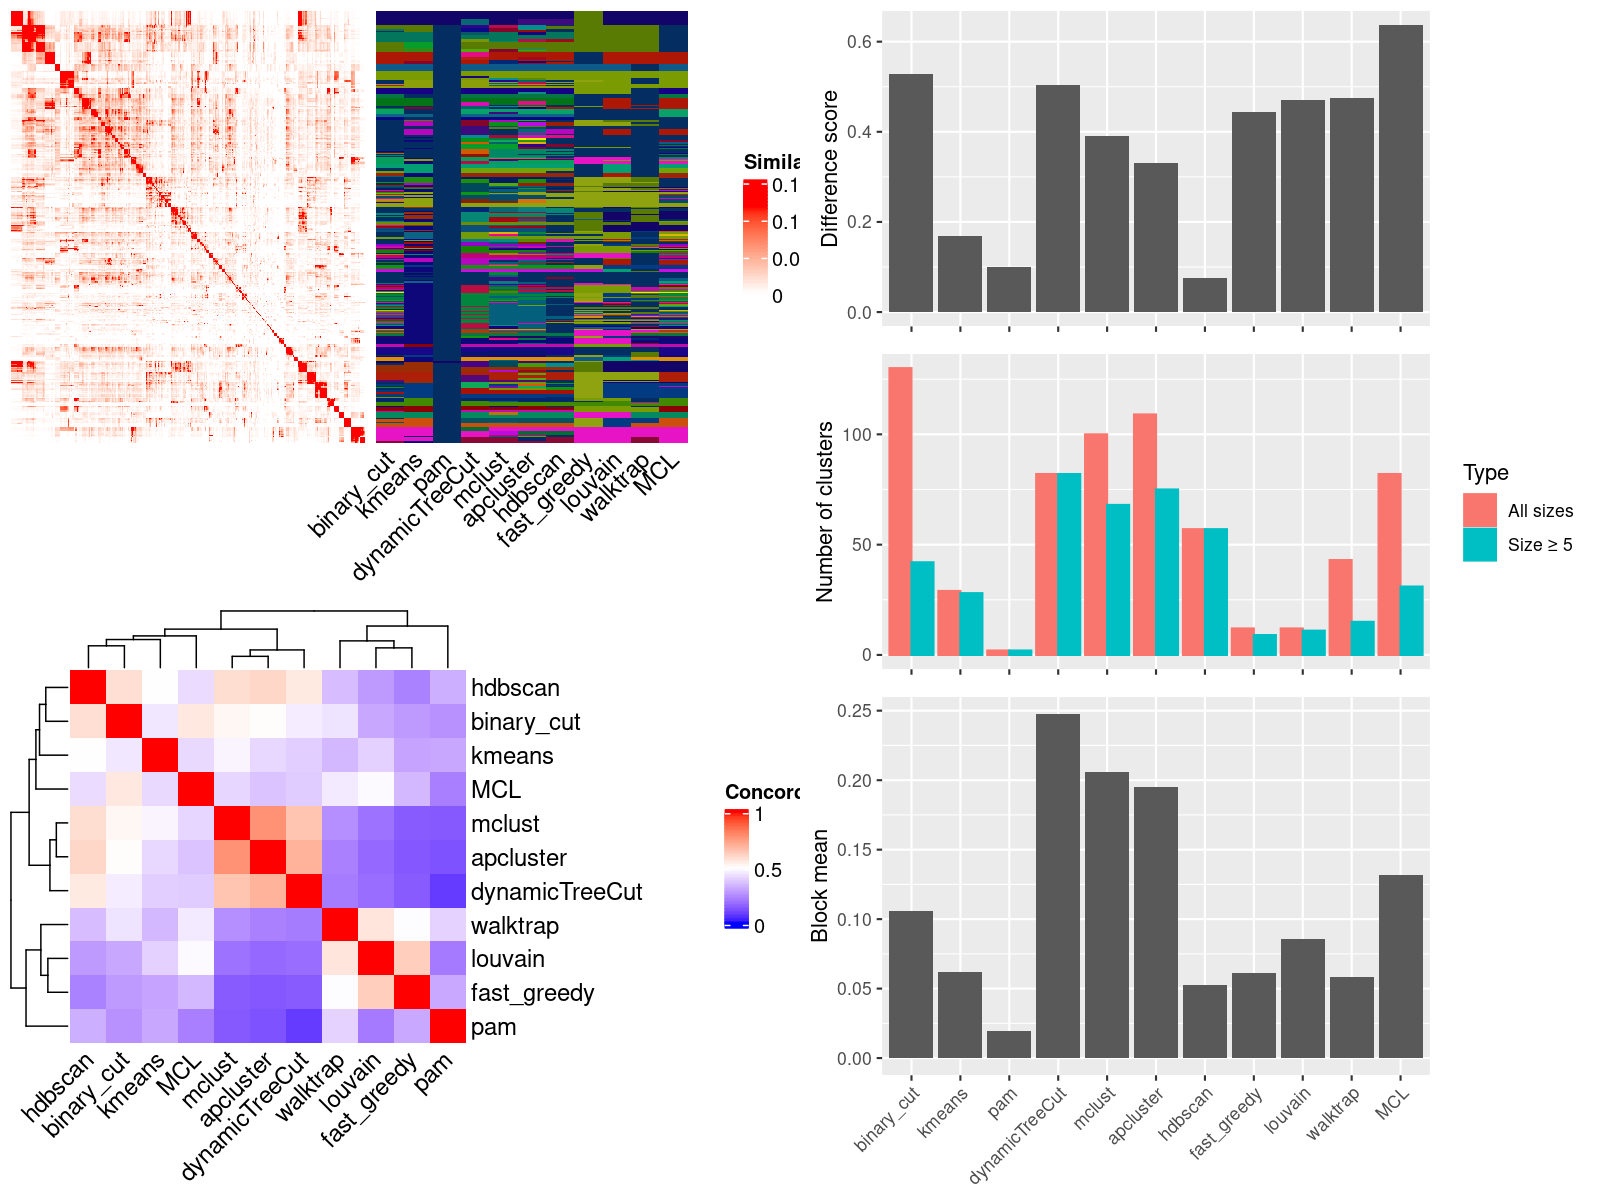 Simila
0.1
0.1
0.0
0
binary_cut
kmeans
pam
dynamicTreeCut
mclust
apcluster
hdbscan
fast_greedy
louvain
walktrap
MCL
hdbscan
binary_cut
kmeans
MCL
mclust
apcluster
dynamicTreeCut
walktrap
louvain
fast_greedy
pam
hdbscan
binary_cut
kmeans
MCL
mclust
apcluster
dynamicTreeCut
walktrap
louvain
fast_greedy
pam
Concord
1
0.5
0
Difference score
0.6
0.4
0.2
0.0
Number of clusters
100
50
0
Type
All sizes
Size ≥ 5
Block mean
0.25
0.20
0.15
0.10
0.05
0.00
binary_cut
kmeans
pam
dynamicTreeCut
mclust
apcluster
hdbscan
fast_greedy
louvain
walktrap
MCL